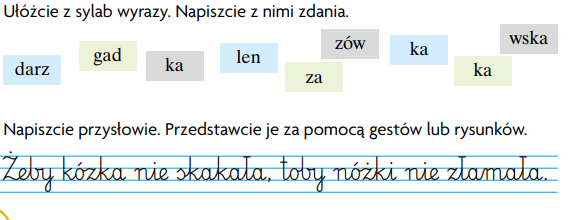 Ułóżcie z sylab wyrazy. Napiszcie z nimi zdania.
darz gad ka len za zów ka ka wska
Napiszcie przysłowie. Przedstawcie je za pomocą gestów lub rysunków.
Żeby kózka nie skakała, toby nóżki nie złamała.